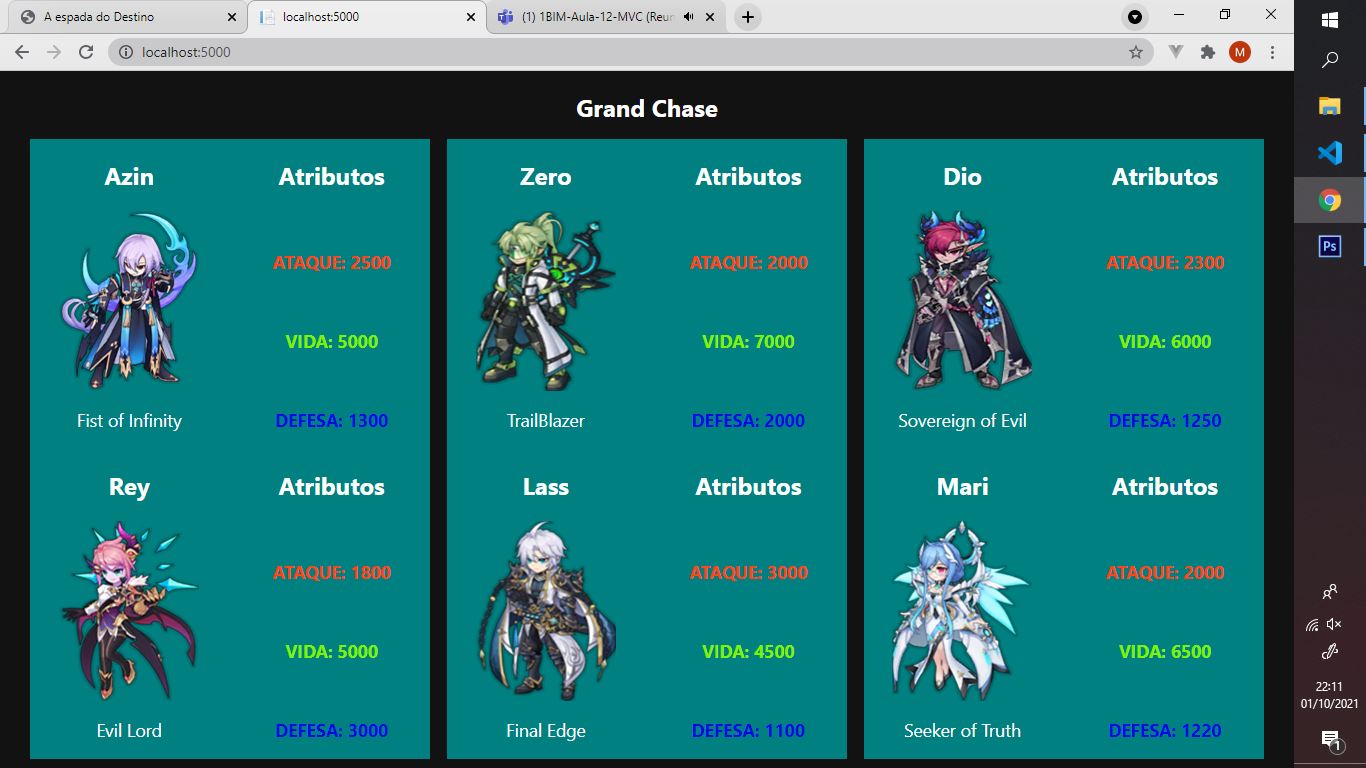 A espada do Destino
localhost:5000
(1) 1BIM-Aula-12-MVC (Reur
localhost:5000
M
Grand Chase
Azin
Atributos
ATAQUE: 2500
VIDA: 5000
Fist of Infinity
DEFESA: 1300
Zero
Atributos
ATAQUE: 2000
VIDA: 7000
TrailBlazer
DEFESA: 2000
Dio
Atributos
ATAQUE: 2300
VIDA: 6000
Sovereign of Evil
DEFESA: 1250
Rey
Atributos
ATAQUE: 1800
VIDA: 5000
Evil Lord
DEFESA: 3000
Lass
Atributos
ATAQUE: 3000
VIDA: 4500
Final Edge
DEFESA: 1100
Mari
Atributos
ATAQUE: 2000
VIDA: 6500
Seeker of Truth
DEFESA: 1220
Ps
22:11
01/10/2021
1